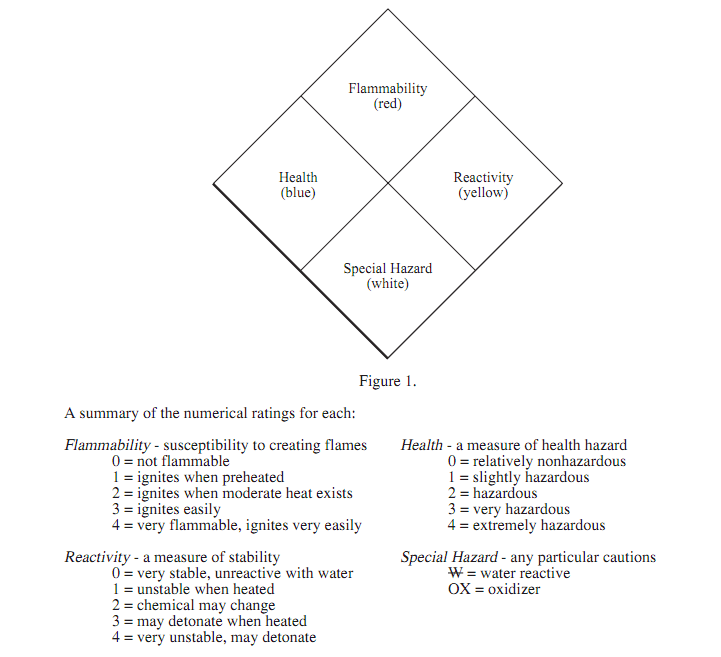 Flammability
(red)
Health
(blue)
Reactivity
(yellow)
Special Hazard
(white)
Figure 1.
A summary of the numerical ratings for each:
Flammability - susceptibility to creating flames
0 = not flammable
1 = ignites when preheated
2 = ignites when moderate heat exists
3 = ignites easily
4 = very flammable, ignites very easily
Health - a measure of health hazard
0 = relatively nonhazardous
1 = slightly hazardous
2 = hazardous
3 = very hazardous
4 = extremely hazardous
Reactivity - a measure of stability
0 = very stable, unreactive with water
1 = unstable when heated
2 = chemical may change
3 = may detonate when heated
4 = very unstable, may detonate
Special Hazard - any particular cautions
W̶ = water reactive
OX = oxidizer